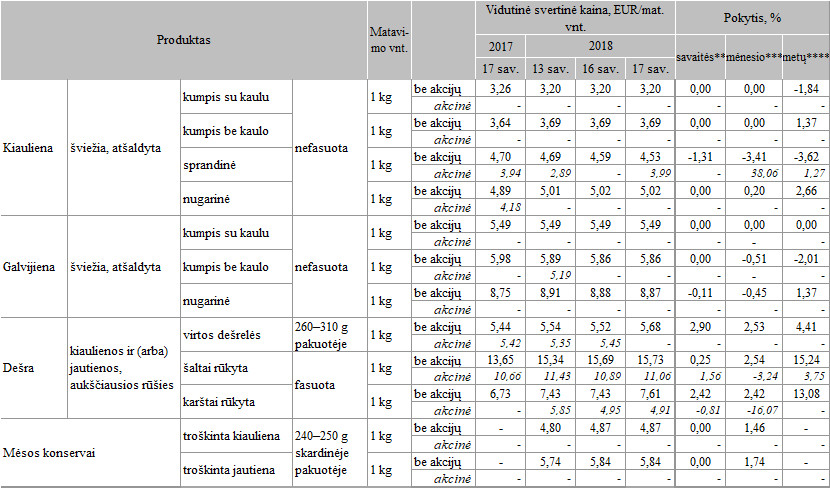 Produktas Matavi- Vidutinė svertinė kaina, EUR/mat. Pokytis, %
mo vnt. vnt.
2017 2018 savaitės** mėnesio*** metų****
17 sav. 13 sav. 16 sav. 17 sav.
Kiauliena šviežia, atšaldyta kumpis su kaulu nefasuota 1 kg be akcijų 3,26 3,20 3,20 3,20 0,00 0,00 -1,84
akcinė - - - - - - -
kumpis be kaulo 1 kg be akcijų 3,64 3,69 3,69 3,69 0,00 0,00 1,37
akcinė - - - - - - -
sprandinė 1 kg be akcijų 4,70 4,69 4,59 4,53 -1,31 -3,41 -3,62
akcinė 3,94 2,89 - 3,99 - 38,06 1,27
nugarinė 1 kg be akcijų 4,89 5,01 5,02 5,02 0,00 0,20 2,66
akcinė 4,18 - - - - - -
Galvijiena šviežia, atšaldyta kumpis su kaulu nefasuota 1 kg be akcijų 5,49 5,49 5,49 5,49 0,00 0,00 0,00
akcinė - - - - - - -
kumpis be kaulo 1 kg be akcijų 5,98 5,89 5,86 5,86 0,00 -0,51 -2,01
akcinė - 5,19 - - - - -
nugarinė 1 kg be akcijų 8,75 8,91 8,88 8,87 -0,11 -0,45 1,37
akcinė - - - - - - -
Dešra kiaulienos ir (arba) jautienos, aukščiausios rūšies virtos dešrelės 260–310 g pakuotėje 1 kg be akcijų 5,44 5,54 5,52 5,68 2,90 2,53 4,41
akcinė 5,42 5,35 5,45 - - - -
šaltai rūkyta fasuota 1 kg be akcijų 13,65 15,34 15,69 15,73 0,25 2,54 15,24
akcinė 10,66 11,43 10,89 11,06 1,56 -3,24 3,75
karštai rūkyta 1 kg be akcijų 6,73 7,43 7,43 7,61 2,42 2,42 13,08
akcinė - 5,85 4,95 4,91 -0,81 -16,07 -
Mėsos konservai troškinta kiauliena 240–250 g skardinėje pakuotėje 1 kg be akcijų - 4,80 4,87 4,87 0,00 1,46 -
akcinė - - - - - - -
troškinta jautiena 1 kg be akcijų - 5,74 5,84 5,84 0,00 1,74 -
akcinė - - - - - - -